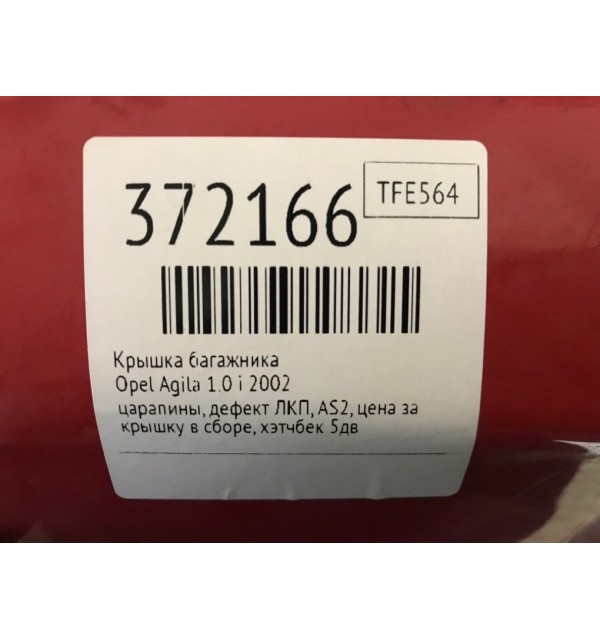 372166
TFE564
Крышка багажника
Opel Agila 1.0 i 2002
царапины, дефект ЛКП, AS2, цена за
крышку в сборе, хэтчбек 5дв